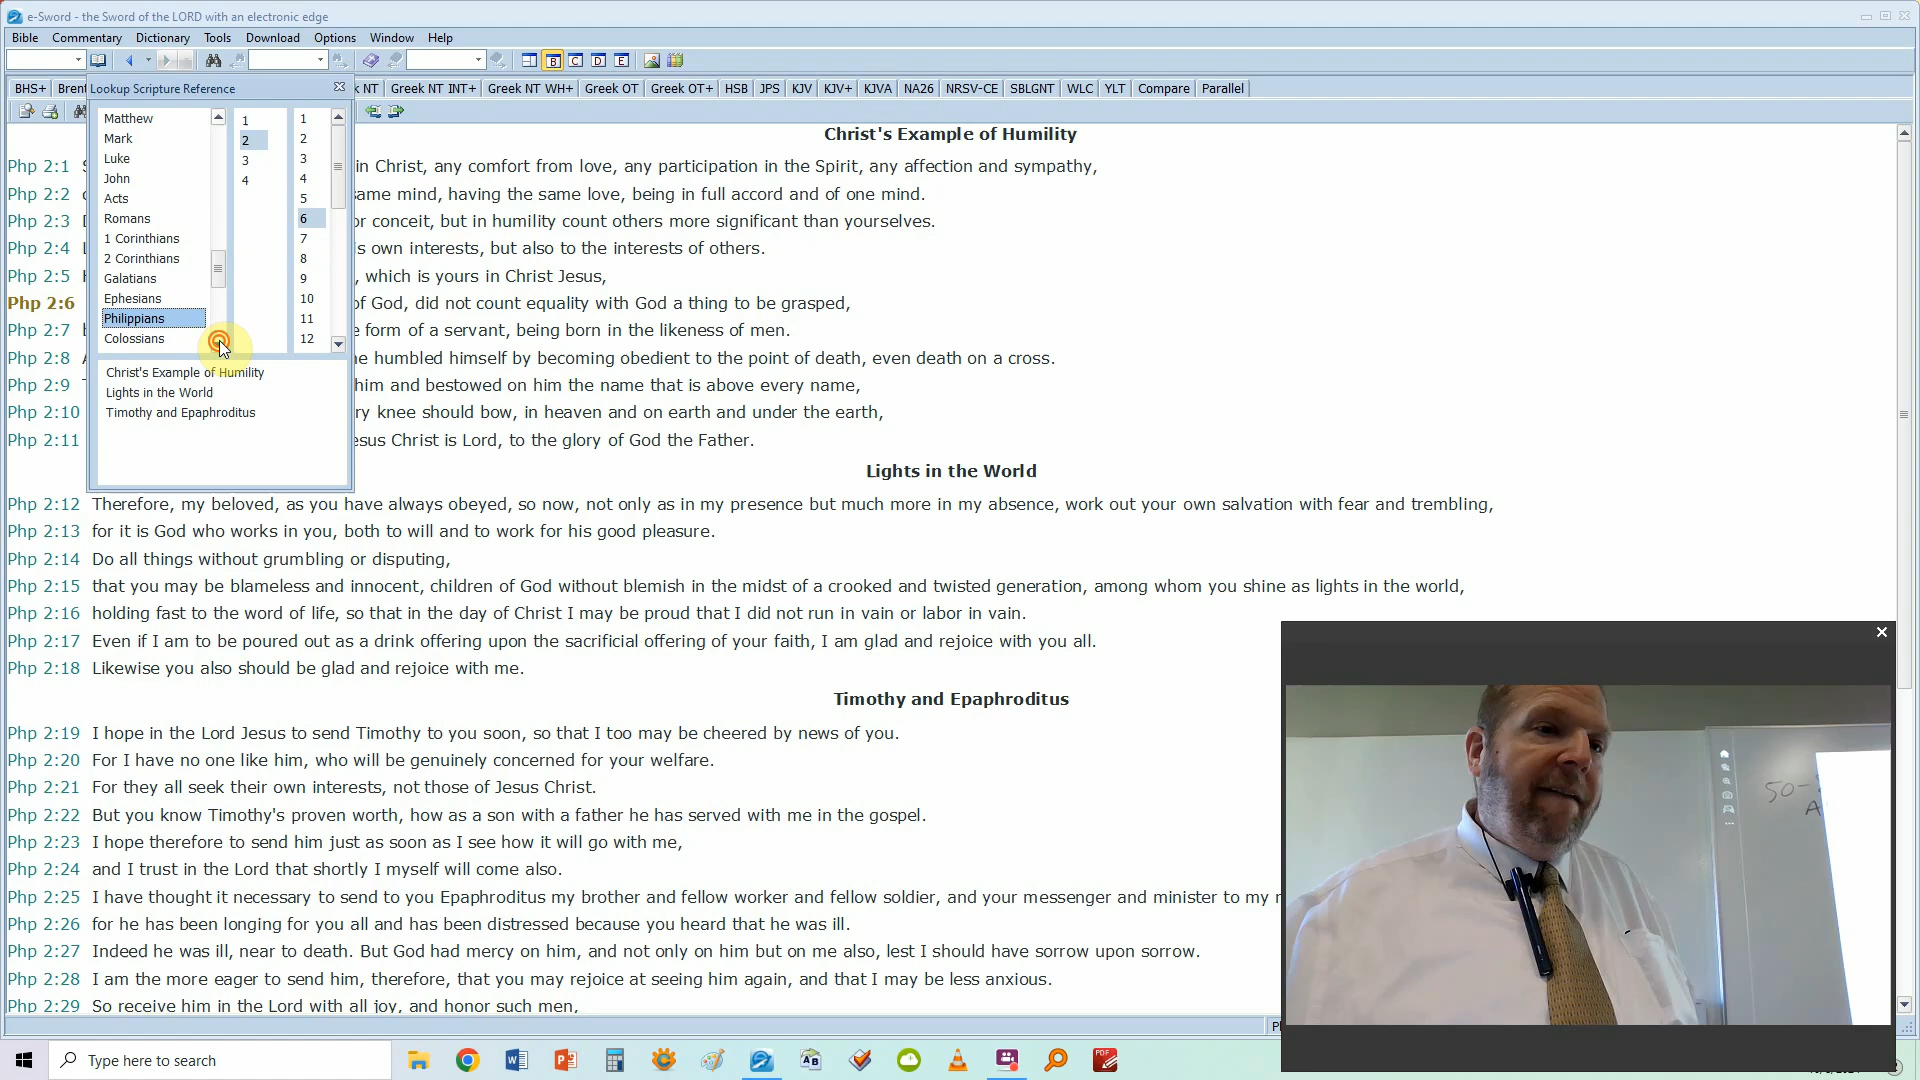 e-Sword - the Sword of the LORD with an electronic edge
Bible Commentary Dictionary Tools Download Options Window Help
B C D E
BHS+ Bren
NT Greek NT INT+ Greek NT WH+ Greek OT Greek OT+ HSB JPS KJV KJV+ KJVA NA26 NRSV-CE SBLGNT WLC YLT Compare Parallel
Lookup Scripture Reference
Matthew
Mark
Luke
John
Acts
Romans
1 Corinthians
2 Corinthians
Galatians
Ephesians
Philippians
Colossians
1
2
3
4
1
2
3
4
5
6
7
8
9
10
11
12
Christ's Example of Humility
Lights in the World
Timothy and Epaphroditus
Christ's Example of Humility
Php 2:1 in Christ, any comfort from love, any participation in the Spirit, any affection and sympathy,
Php 2:2 same mind, having the same love, being in full accord and of one mind.
Php 2:3 or conceit, but in humility count others more significant than yourselves.
Php 2:4 own interests, but also to the interests of others.
Php 2:5 , which is yours in Christ Jesus,
Php 2:6 of God, did not count equality with God a thing to be grasped,
Php 2:7 form of a servant, being born in the likeness of men.
Php 2:8 he humbled himself by becoming obedient to the point of death, even death on a cross.
Php 2:9 him and bestowed on him the name that is above every name,
Php 2:10 ry knee should bow, in heaven and on earth and under the earth,
Php 2:11 esus Christ is Lord, to the glory of God the Father.
Lights in the World
Php 2:12 Therefore, my beloved, as you have always obeyed, so now, not only as in my presence but much more in my absence, work out your own salvation with fear and trembling,
Php 2:13 for it is God who works in you, both to will and to work for his good pleasure.
Php 2:14 Do all things without grumbling or disputing,
Php 2:15 that you may be blameless and innocent, children of God without blemish in the midst of a crooked and twisted generation, among whom you shine as lights in the world,
Php 2:16 holding fast to the word of life, so that in the day of Christ I may be proud that I did not run in vain or labor in vain.
Php 2:17 Even if I am to be poured out as a drink offering upon the sacrificial offering of your faith, I am glad and rejoice with you all.
Php 2:18 Likewise you also should be glad and rejoice with me.
Timothy and Epaphroditus
Php 2:19 I hope in the Lord Jesus to send Timothy to you soon, so that I too may be cheered by news of you.
Php 2:20 For I have no one like him, who will be genuinely concerned for your welfare.
Php 2:21 For they all seek their own interests, not those of Jesus Christ.
Php 2:22 But you know Timothy's proven worth, how as a son with a father he has served with me in the gospel.
Php 2:23 I hope therefore to send him just as soon as I see how it will go with me,
Php 2:24 and I trust in the Lord that shortly I myself will come also.
Php 2:25 I have thought it necessary to send to you Epaphroditus my brother and fellow worker and fellow soldier, and your messenger and minister to my
Php 2:26 for he has been longing for you all and has been distressed because you heard that he was ill.
Php 2:27 Indeed he was ill, near to death. But God had mercy on him, and not only on him but on me also, lest I should have sorrow upon sorrow.
Php 2:28 I am the more eager to send him, therefore, that you may rejoice at seeing him again, and that I may be less anxious.
Php 2:29 So receive him in the Lord with all joy, and honor such men,
50-
A
Type here to search
PDF